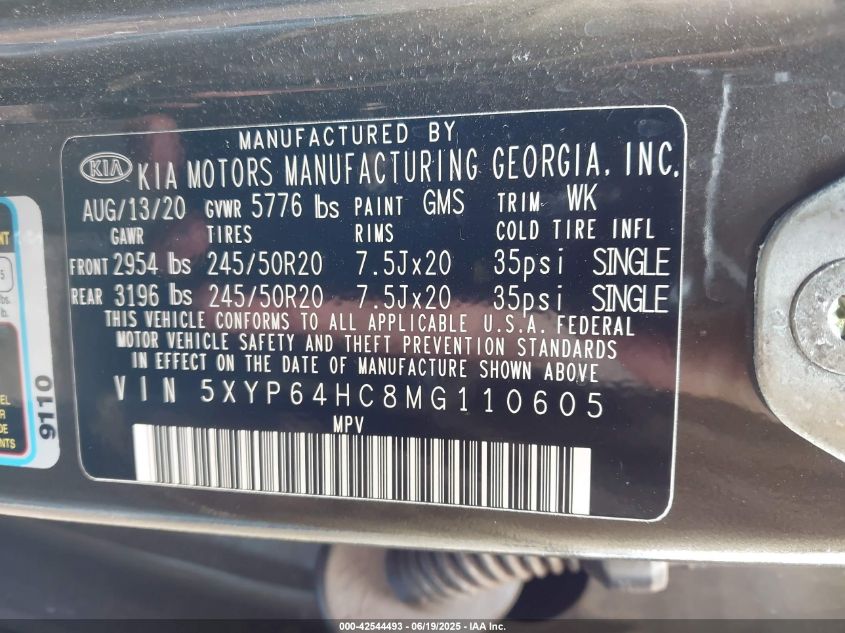 MANUFACTURED BY
KIA KIA MOTORS MANUFACTURING GEORGIA, INC.
AUG/13/20 GVWR 5776 lbs PAINT GMS TRIM WK
GAWR TIRES RIMS COLD TIRE INFL
FRONT 2954 lbs 245/50R20 7.5Jx20 35psi SINGLE
REAR 3196 lbs 245/50R20 7.5Jx20 35psi SINGLE
THIS VEHICLE CONFORMS TO ALL APPLICABLE U.S.A. FEDERAL
MOTOR VEHICLE SAFETY AND THEFT PREVENTION STANDARDS
IN EFFECT ON THE DATE OF MANUFACTURE SHOWN ABOVE
VIN 5XYP64HC8MG110605
MPV
9110
000-42544493 - 06/19/2025 - © IAA Inc.